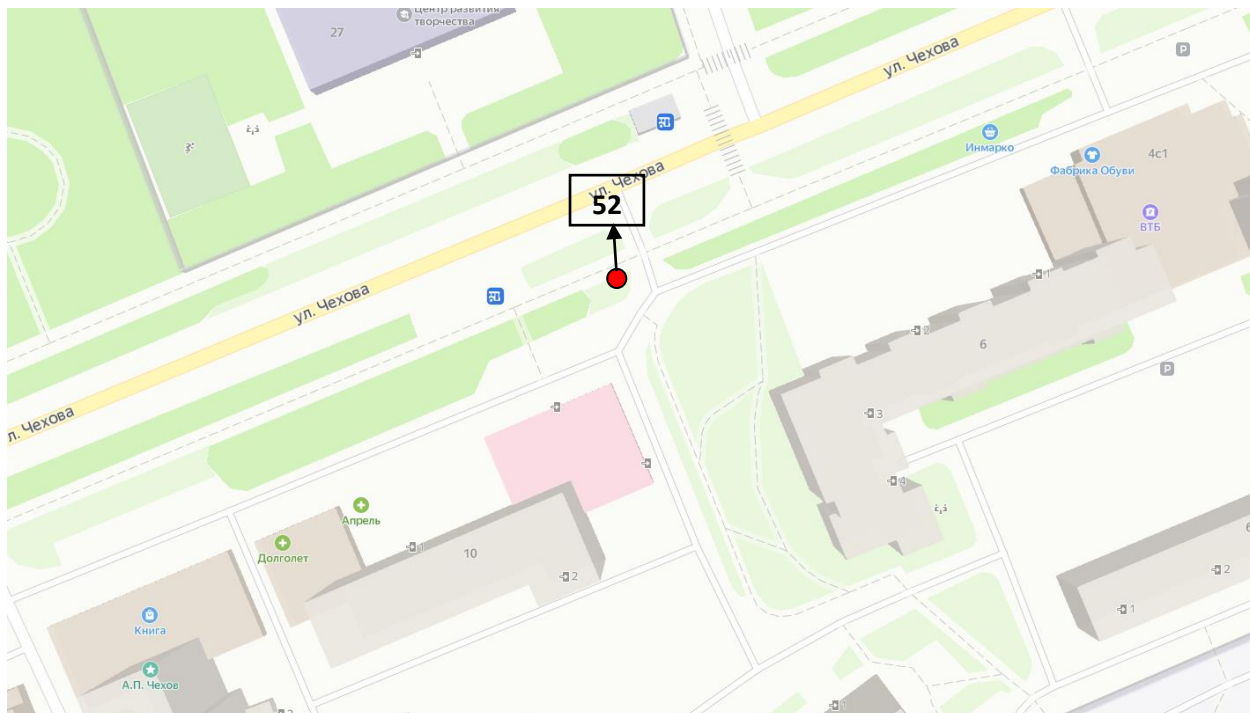 Центр развития
творчества
27
ул. Чехова
P
Инмарко
4с1
Фабрика Обуви
ВТБ
ул. Чехова
52
1
ул. Чехова
2
6
P
л. Чехова
3
4
Апрель
Долголет
1
10
2
6
2
1
Книга
А.П. Чехов
1